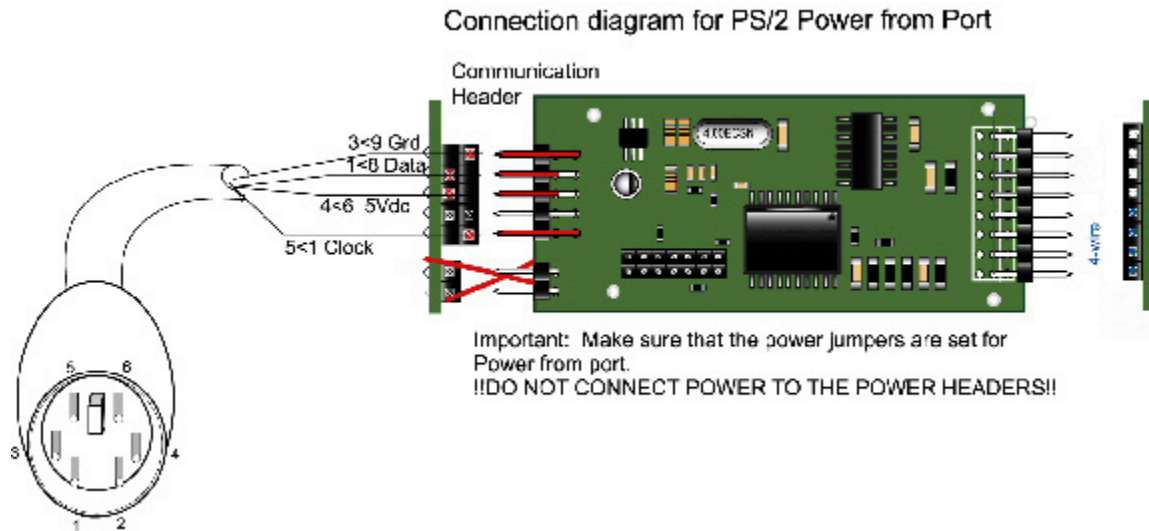 Connection diagram for PS/2 Power from Port
Communication
Header
3<9 Grd
1<8 Data
4<6 5Vdc
5<1 Clock
4-wire
Important: Make sure that the power jumpers are set for
Power from port.
!!DO NOT CONNECT POWER TO THE POWER HEADERS!!
5 6
3 4
1 2